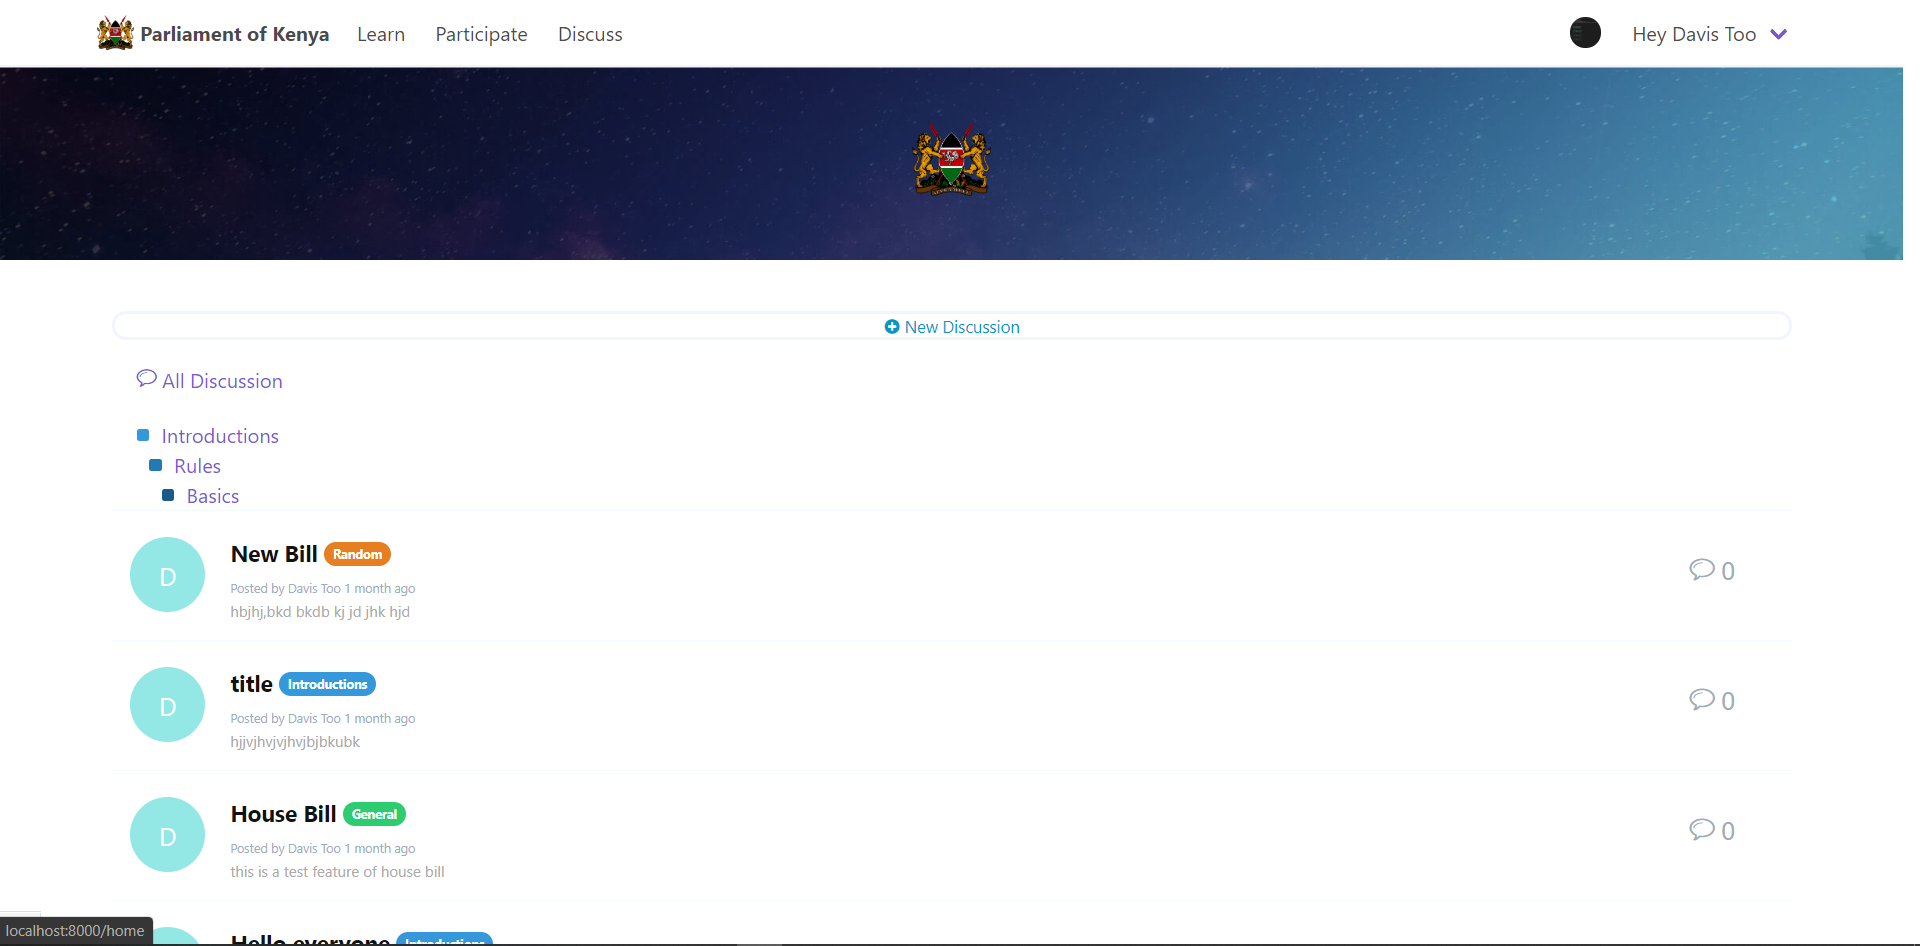 Parliament of Kenya Learn Participate Discuss Hey Davis Too
New Discussion
All Discussion
Introductions
Rules
Basics
D
New Bill Random
0
Posted by Davis Too 1 month ago
hbjhj,bkd bkdb kj jd jhk hjd
D
title Introductions
0
Posted by Davis Too 1 month ago
hjjvjhvjvjhvjbjbkubk
D
House Bill General
0
Posted by Davis Too 1 month ago
this is a test feature of house bill
Hello everyone Introductions
localhost:8000/home